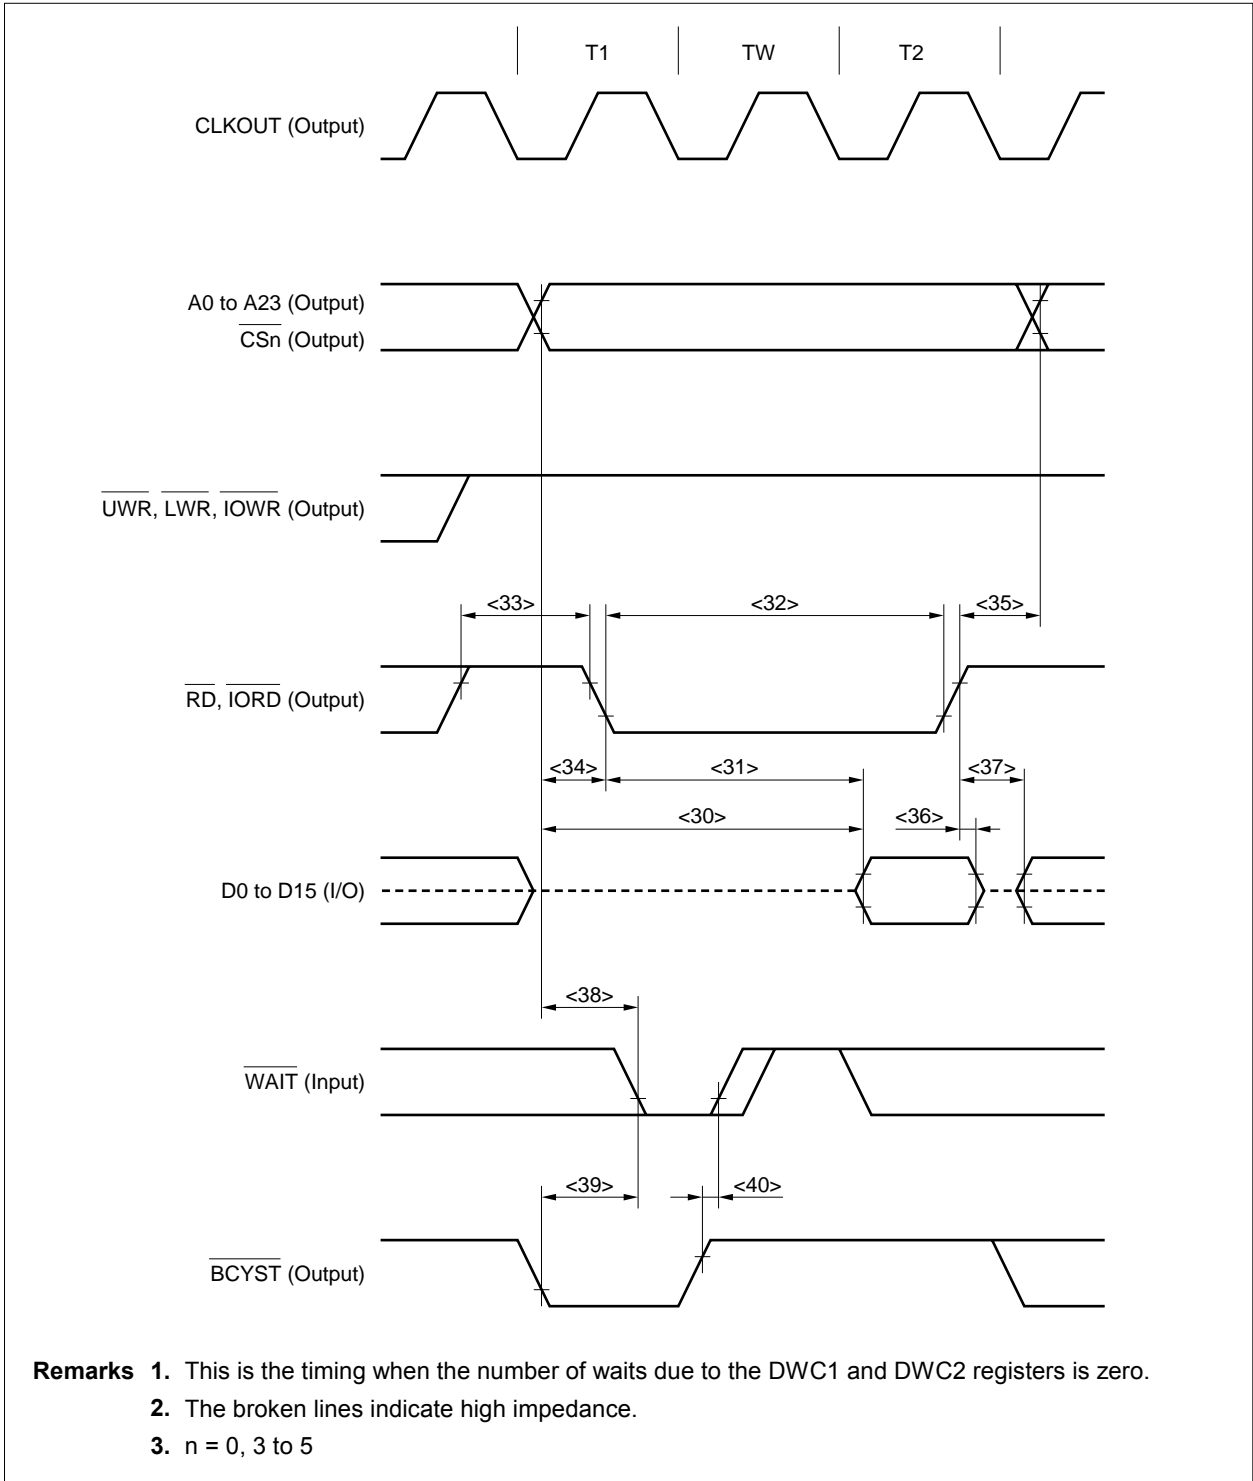 T1 TW T2
CLKOUT (Output)
A0 to A23 (Output)
CSn (Output)
UWR, LWR, IOWR (Output)
<33> <32> <35>
RD, IORD (Output)
<34> <31> <37>
<30> <36>
D0 to D15 (I/O)
<38>
WAIT (Input)
<39> <40>
BCYST (Output)
Remarks 1. This is the timing when the number of waits due to the DWC1 and DWC2 registers is zero.
2. The broken lines indicate high impedance.
3. n = 0, 3 to 5